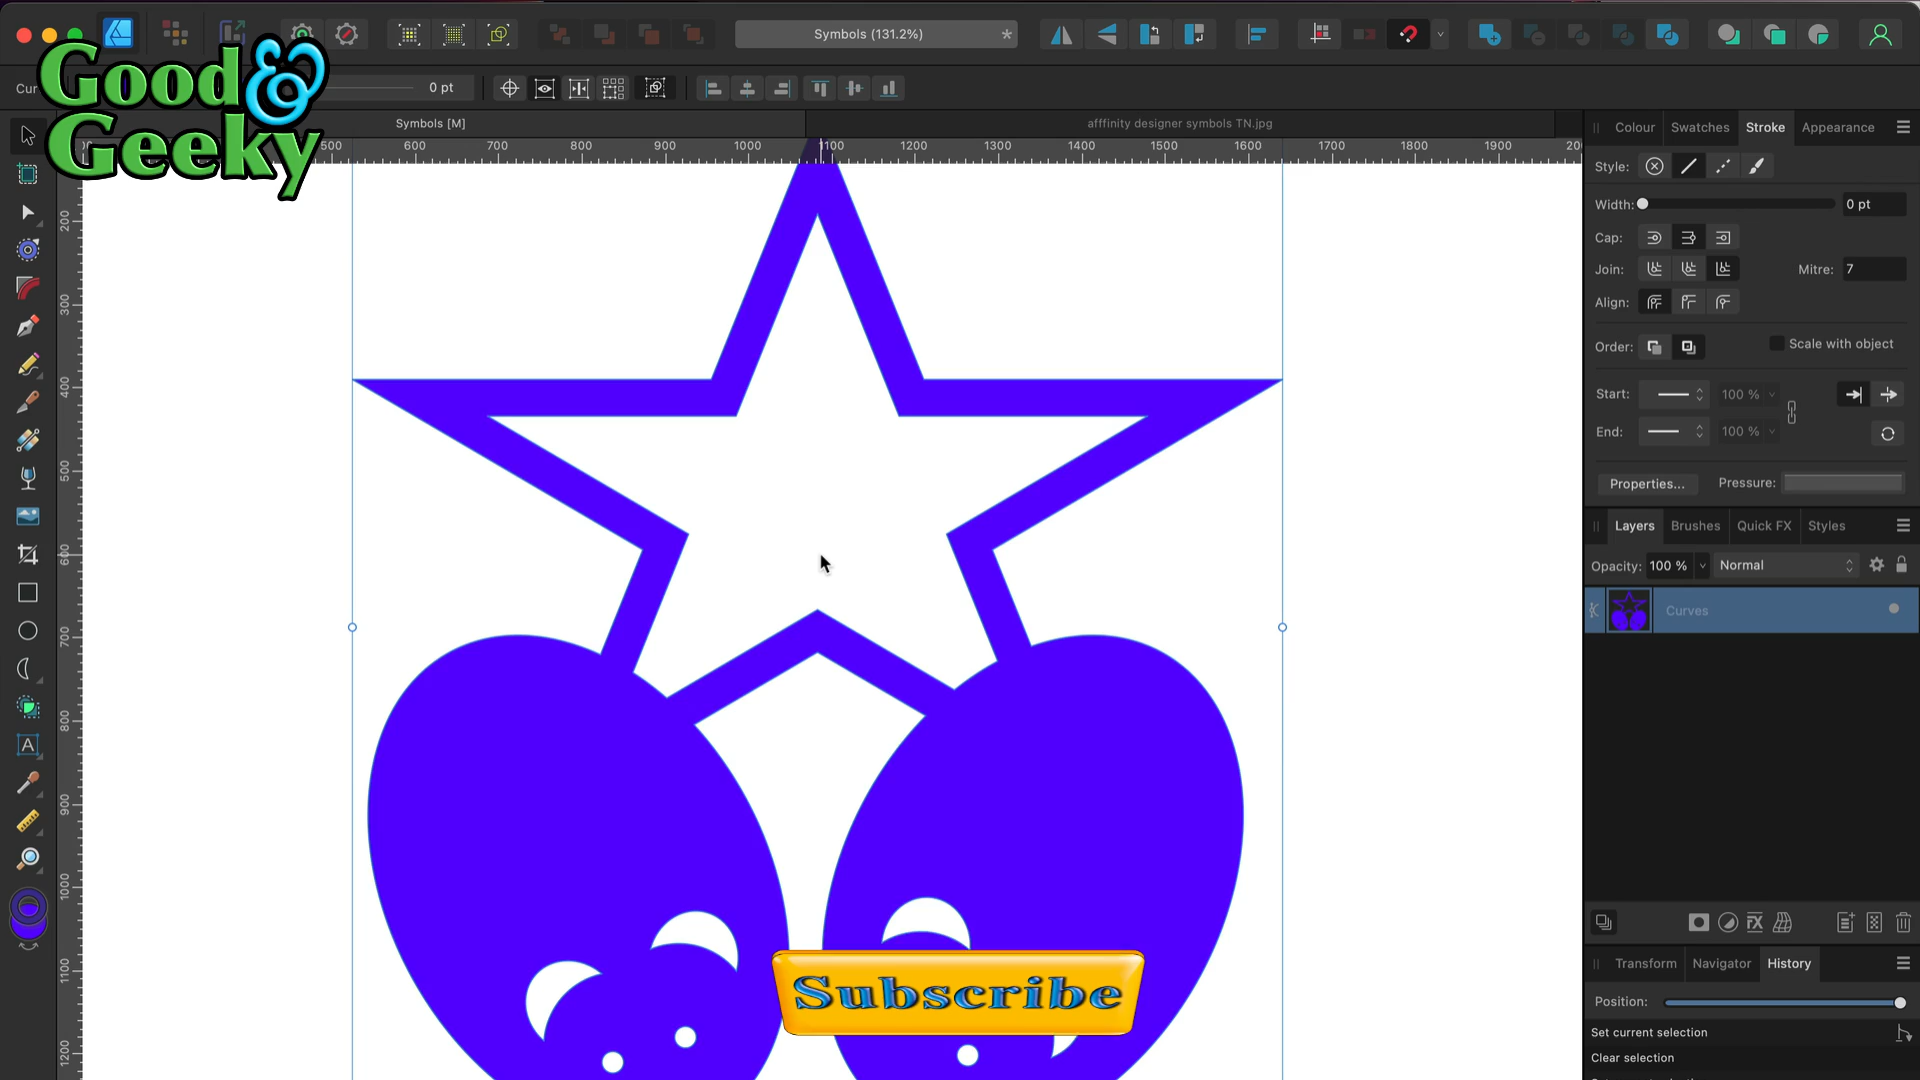 Symbols (131.2%)
*
Good &
Geeky
Cur
0 pt
Symbols [M]
afffinity designer symbols TN.jpg
500 600 700 800 900 1000 1100 1200 1300 1400 1500 1600 1700 1800 1900
200
300
400
500
600
700
800
900
1000
1100
1200
Colour Swatches Stroke Appearance
Style:
Width: 0 pt
Cap:
Join: Mitre: 7
Align:
Order: Scale with object
Start: 100 %
End: 100 %
Properties... Pressure:
Layers Brushes Quick FX Styles
Opacity: 100 % Normal
Curves
Transform Navigator History
Position:
Set current selection
Clear selection
Subscribe